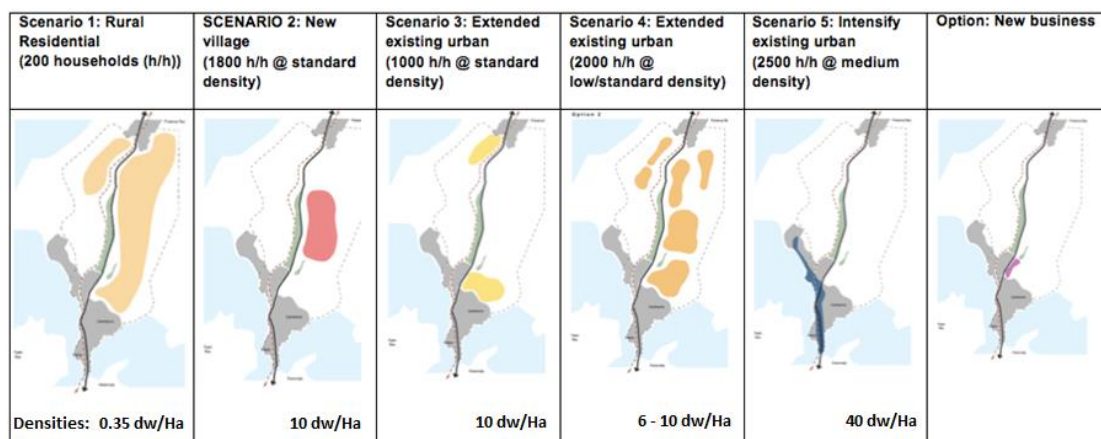 Scenario 1: Rural
Residential
(200 households (h/h))
SCENARIO 2: New
village
(1800 h/h @ standard
density)
Scenario 3: Extended
existing urban
(1000 h/h @ standard
density)
Scenario 4: Extended
existing urban
(2000 h/h @
low/standard density)
Scenario 5: Intensify
existing urban
(2500 h/h @ medium
density)
Option: New business
Option 2
Densities: 0.35 dw/Ha
10 dw/Ha
10 dw/Ha
6 - 10 dw/Ha
40 dw/Ha